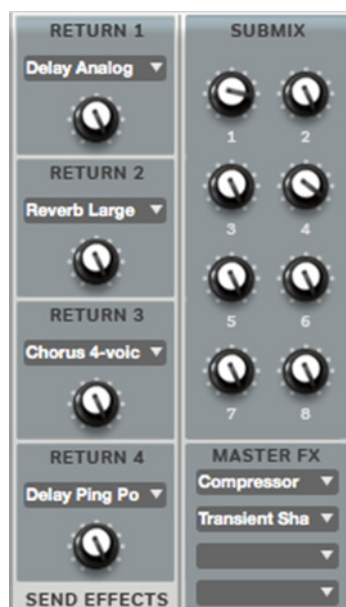 RETURN 1
Delay Analog
RETURN 2
Reverb Large
RETURN 3
Chorus 4-voic
RETURN 4
Delay Ping Po
SEND EFFECTS
SUBMIX
1 2
3 4
5 6
7 8
MASTER FX
Compressor
Transient Sha